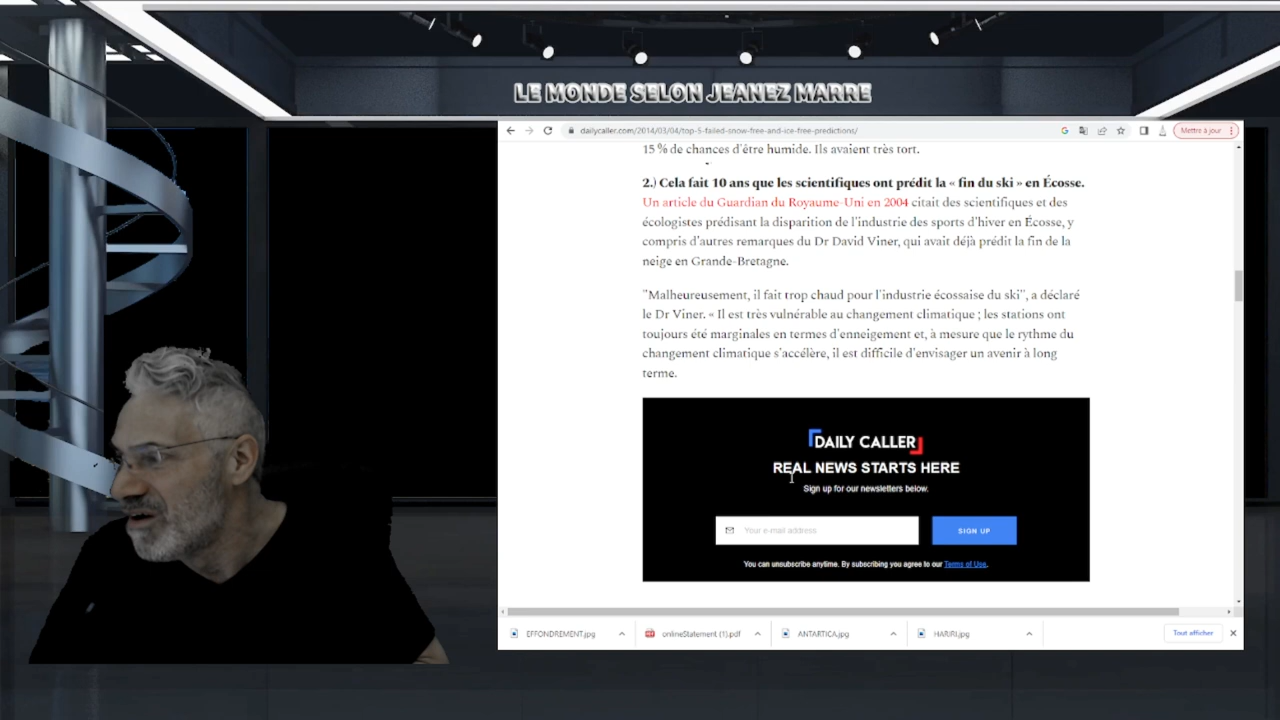 LE MONDE SELON JEANEZ MARRE
dailycaller.com/2014/03/04/top-5-failed-snow-free-and-ice-free-predictions/
Mettre à jour
15 % de chances d'être humide. Ils avaient très tort.
2.) Cela fait 10 ans que les scientifiques ont prédit la « fin du ski » en Écosse.
Un article du Guardian du Royaume-Uni en 2004 citait des scientifiques et des
écologistes prédisant la disparition de l'industrie des sports d'hiver en Écosse, y
compris d'autres remarques du Dr David Viner, qui avait déjà prédit la fin de la
neige en Grande-Bretagne.
"Malheureusement, il fait trop chaud pour l'industrie écossaise du ski", a déclaré
le Dr Viner. « Il est très vulnérable au changement climatique ; les stations ont
toujours été marginales en termes d'enneigement et, à mesure que le rythme du
changement climatique s'accélère, il est difficile d'envisager un avenir à long
terme.
DAILY CALLER
REAL NEWS STARTS HERE
Sign up for our newsletters below.
Your e-mail address
SIGN UP
You can unsubscribe anytime. By subscribing you agree to our Terms of Use.
EFFONDREMENT.jpg
onlineStatement (1).pdf
ANTARTICA.jpg
HARIRI.jpg
Tout afficher